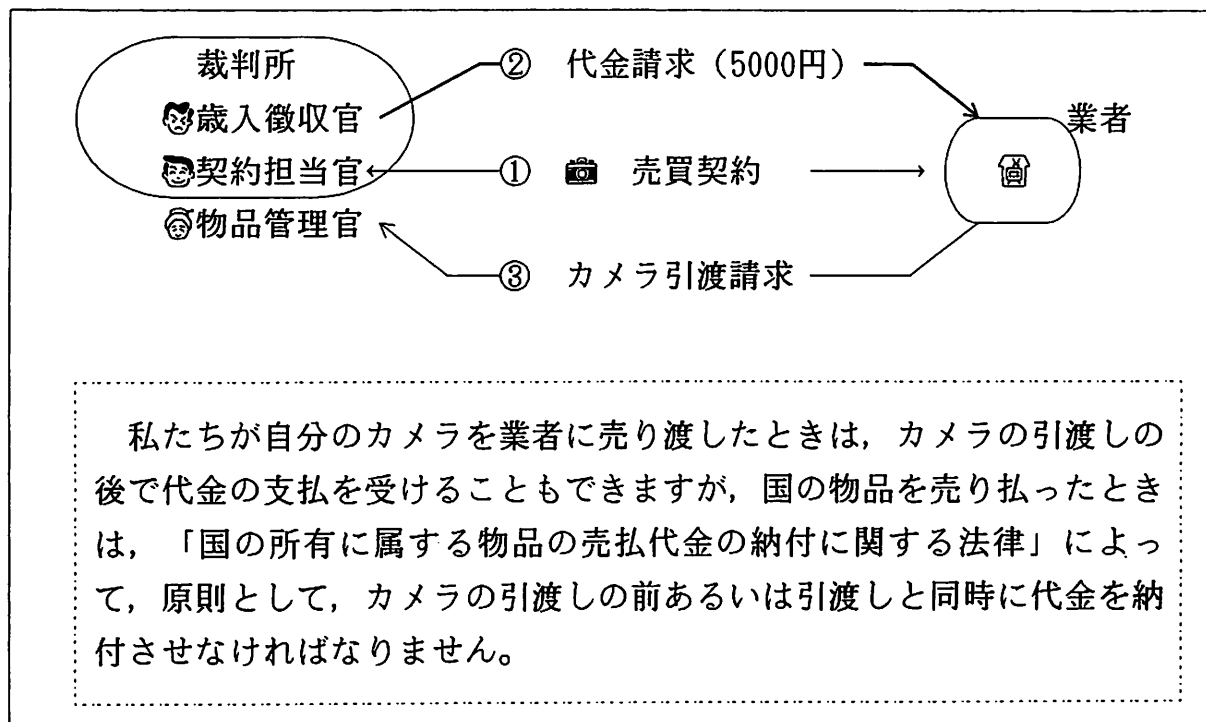 裁判所
② 代金請求（5000円）
歳入徴収官
業者
契約担当官
① 売買契約
物品管理官
③ カメラ引渡請求
私たちが自分のカメラを業者に売り渡したときは，カメラの引渡しの
後で代金の支払を受けることもできますが，国の物品を売り払ったとき
は，「国の所有に属する物品の売払代金の納付に関する法律」によっ
て，原則として，カメラの引渡しの前あるいは引渡しと同時に代金を納
付させなければなりません。